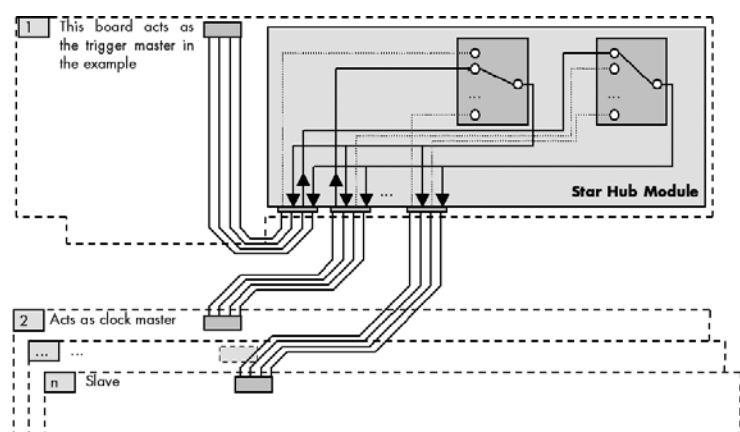 1 This board acts as
the trigger master in
the example
...
...
...
Star Hub Module
2 Acts as clock master
... ...
n Slave